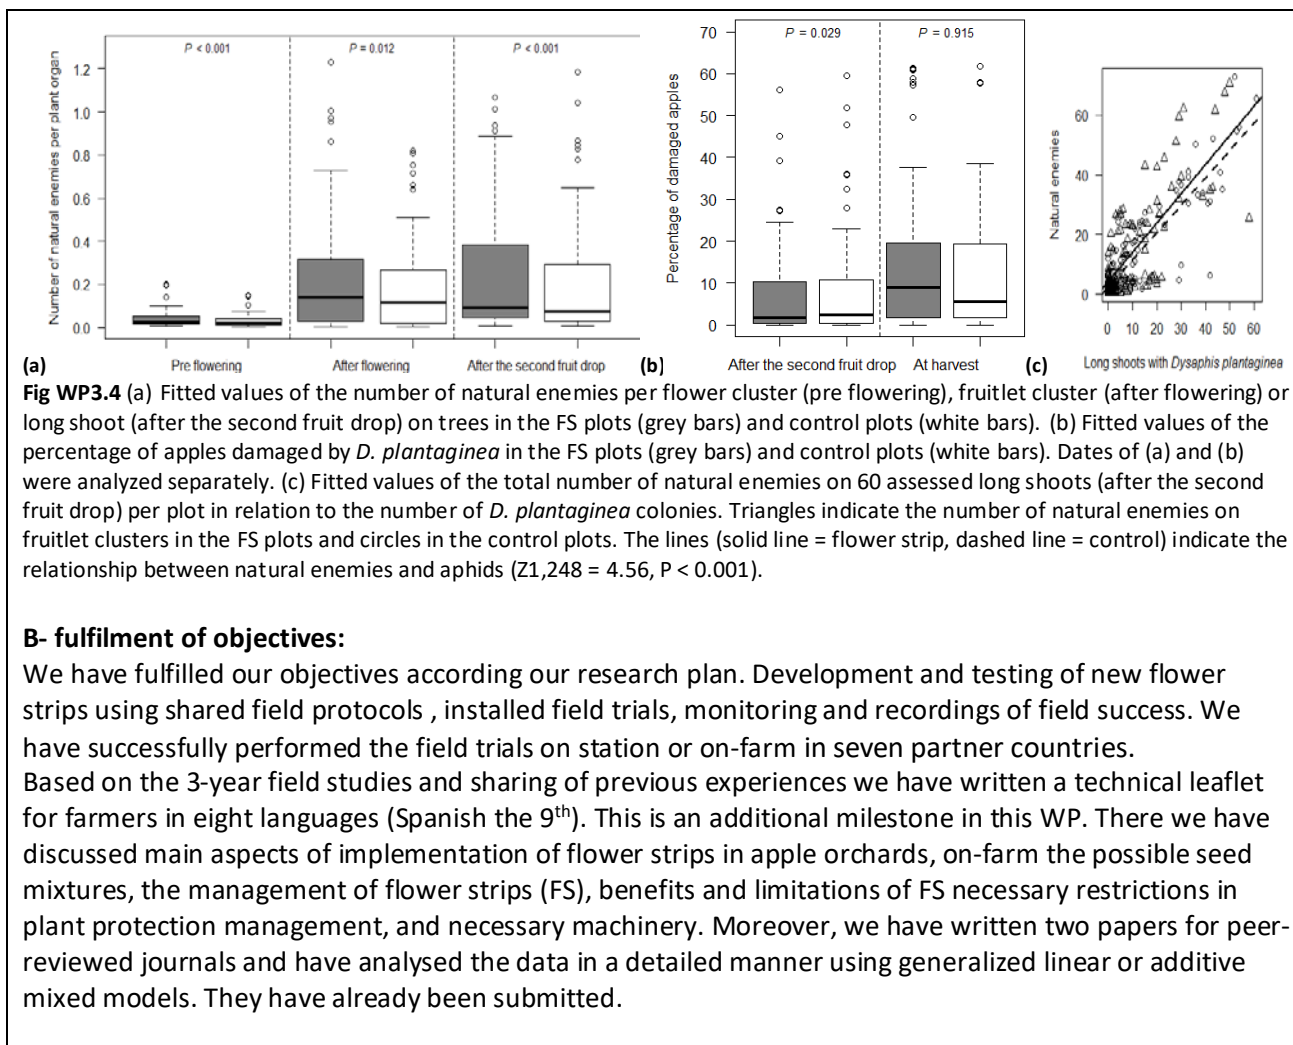 P < 0.001
P = 0.012
P < 0.001
Number of natural enemies per plant organ
1.2
1.0
0.8
0.6
0.4
0.2
0.0
Pre flowering
After flowering
After the second fruit drop
(a)
P = 0.029
P = 0.915
Percentage of damaged apples
70
60
50
40
30
20
10
0
After the second fruit drop
At harvest
(b)
Natural enemies
60
40
20
0
0 10 20 30 40 50 60
Long shoots with Dysaphis plantaginea
(c)
Fig WP3.4 (a) Fitted values of the number of natural enemies per flower cluster (pre flowering), fruitlet cluster (after flowering) or
long shoot (after the second fruit drop) on trees in the FS plots (grey bars) and control plots (white bars). (b) Fitted values of the
percentage of apples damaged by D. plantaginea in the FS plots (grey bars) and control plots (white bars). Dates of (a) and (b)
were analyzed separately. (c) Fitted values of the total number of natural enemies on 60 assessed long shoots (after the second
fruit drop) per plot in relation to the number of D. plantaginea colonies. Triangles indicate the number of natural enemies on
fruitlet clusters in the FS plots and circles in the control plots. The lines (solid line = flower strip, dashed line = control) indicate the
relationship between natural enemies and aphids (Z1,248 = 4.56, P < 0.001).
B- fulfilment of objectives:
We have fulfilled our objectives according our research plan. Development and testing of new flower
strips using shared field protocols , installed field trials, monitoring and recordings of field success. We
have successfully performed the field trials on station or on-farm in seven partner countries.
Based on the 3-year field studies and sharing of previous experiences we have written a technical leaflet
for farmers in eight languages (Spanish the 9th). This is an additional milestone in this WP. There we have
discussed main aspects of implementation of flower strips in apple orchards, on-farm the possible seed
mixtures, the management of flower strips (FS), benefits and limitations of FS necessary restrictions in
plant protection management, and necessary machinery. Moreover, we have written two papers for peer-
reviewed journals and have analysed the data in a detailed manner using generalized linear or additive
mixed models. They have already been submitted.